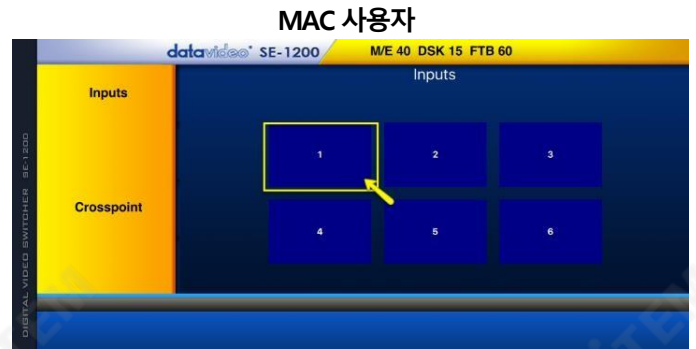 MAC 사용자
datavideo® SE-1200 M/E 40 DSK 15 FTB 60
Inputs
Inputs
1 2 3
Crosspoint
4 5 6
DIGITAL VIDEO SWITCHER SE-1200